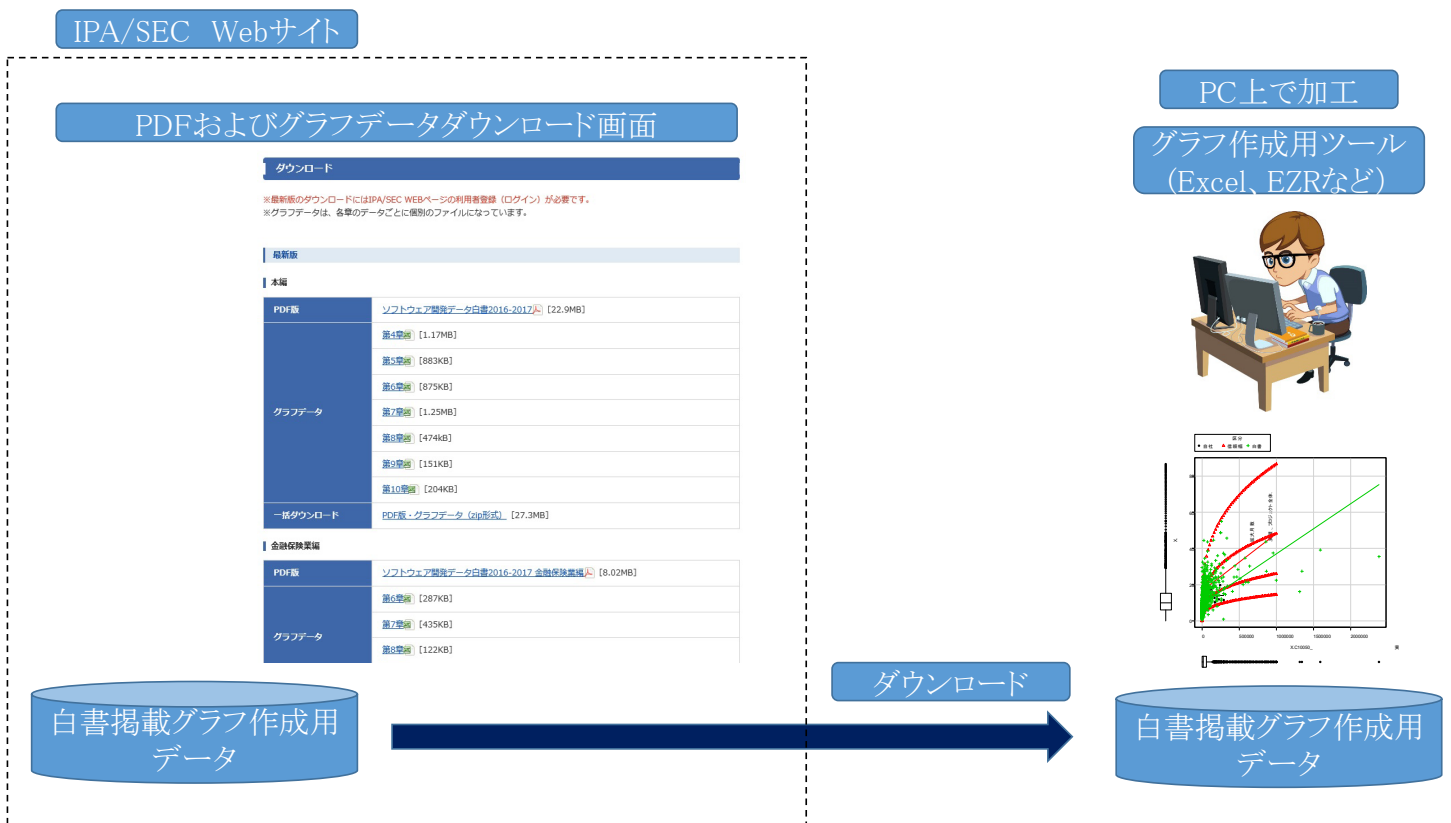 IPA/SEC Webサイト
PDFおよびグラフデータダウンロード画面
ダウンロード
※最新版のダウンロードにはIPA/SEC WEBページの利用者登録（ログイン）が必要です。
※グラフデータは、各章のデータごとに個別のファイルになっています。
最新版
本編
PDF版 ソフトウェア開発データ白書2016-2017 [22.9MB]
グラフデータ
第4章 [1.17MB]
第5章 [883KB]
第6章 [875KB]
第7章 [1.25MB]
第8章 [474kB]
第9章 [151KB]
第10章 [204KB]
一括ダウンロード PDF版・グラフデータ（zip形式） [27.3MB]
金融保険業編
PDF版 ソフトウェア開発データ白書2016-2017 金融保険業編 [8.02MB]
グラフデータ
第6章 [287KB]
第7章 [435KB]
第8章 [122KB]
白書掲載グラフ作成用
データ
ダウンロード
PC上で加工
グラフ作成用ツール
（Excel、EZRなど）
区分
自社 信頼幅 白書
X
0 500000 1000000 1500000 2000000
X.C10000_
白書掲載グラフ作成用
データ